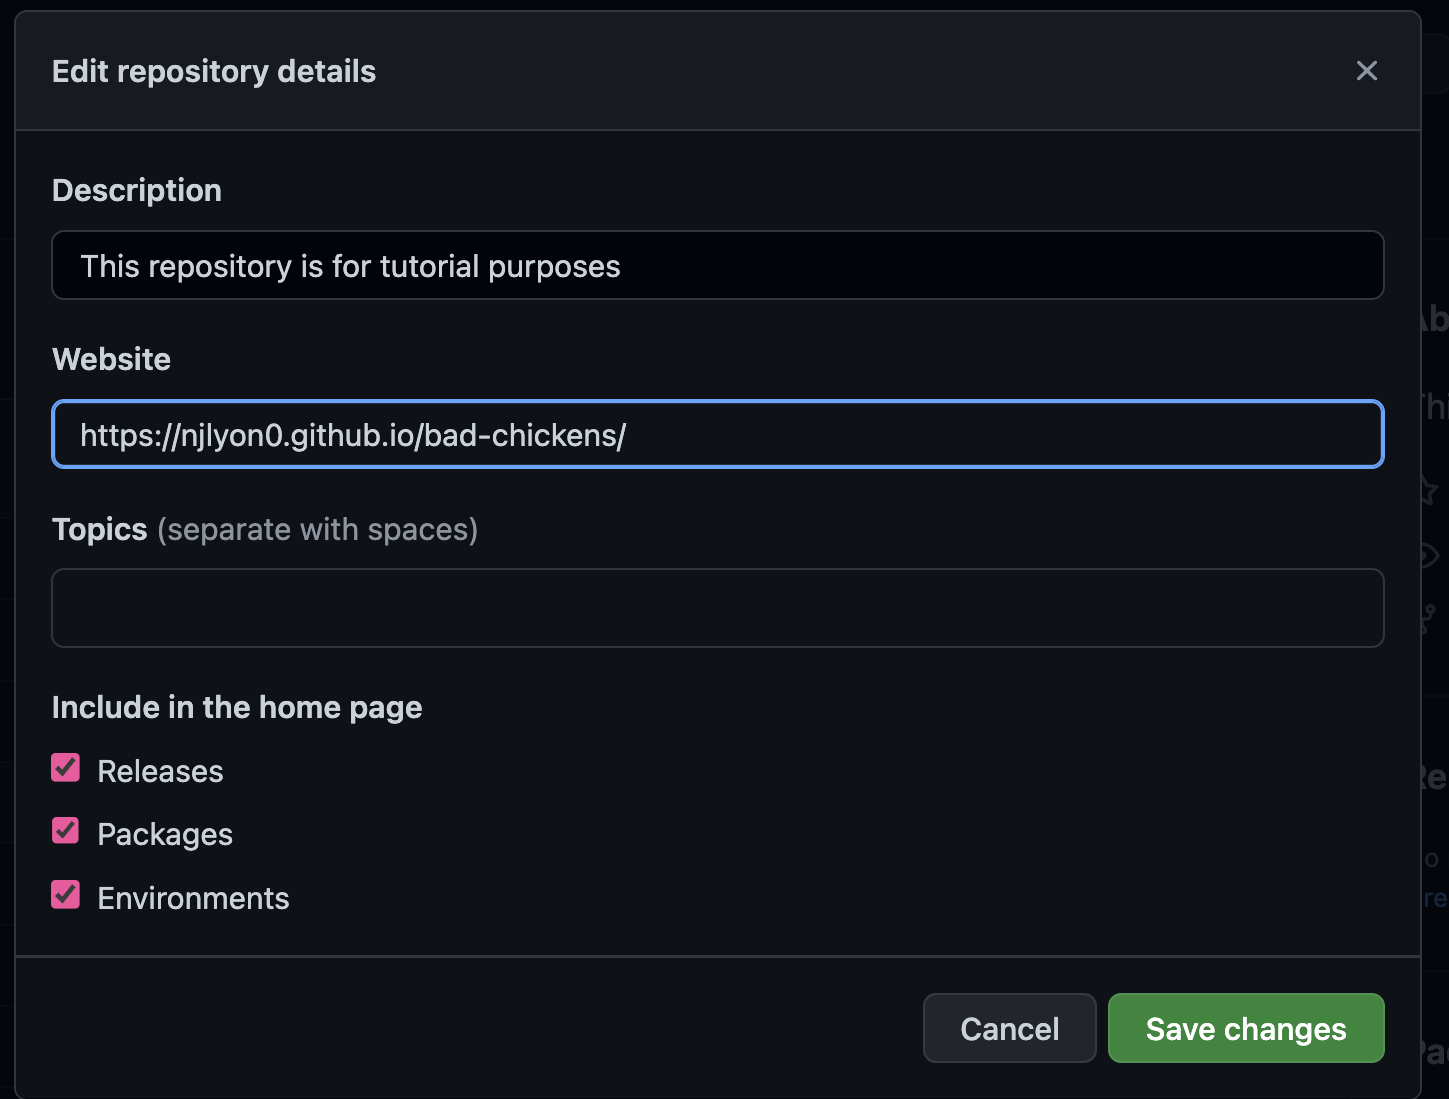 Edit repository details
Description
This repository is for tutorial purposes
Website
https://njlyon0.github.io/bad-chickens/
Topics (separate with spaces)
Include in the home page
Releases
Packages
Environments
Cancel
Save changes